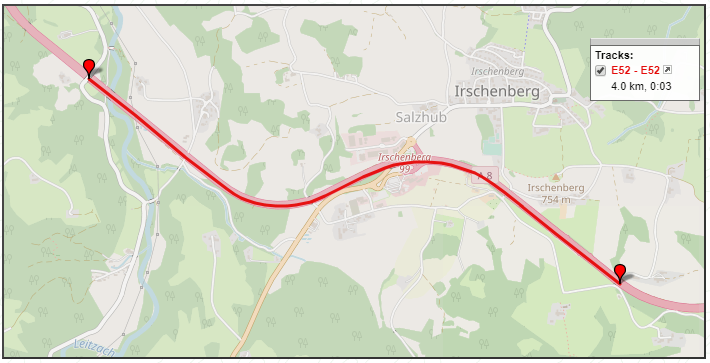 Tracks:
E52 - E52
4.0 km, 0:03
Irschenberg
Irschenberg
Salzhub
Irschenberg
99
A 8
Irschenberg
754 m
Leitzach